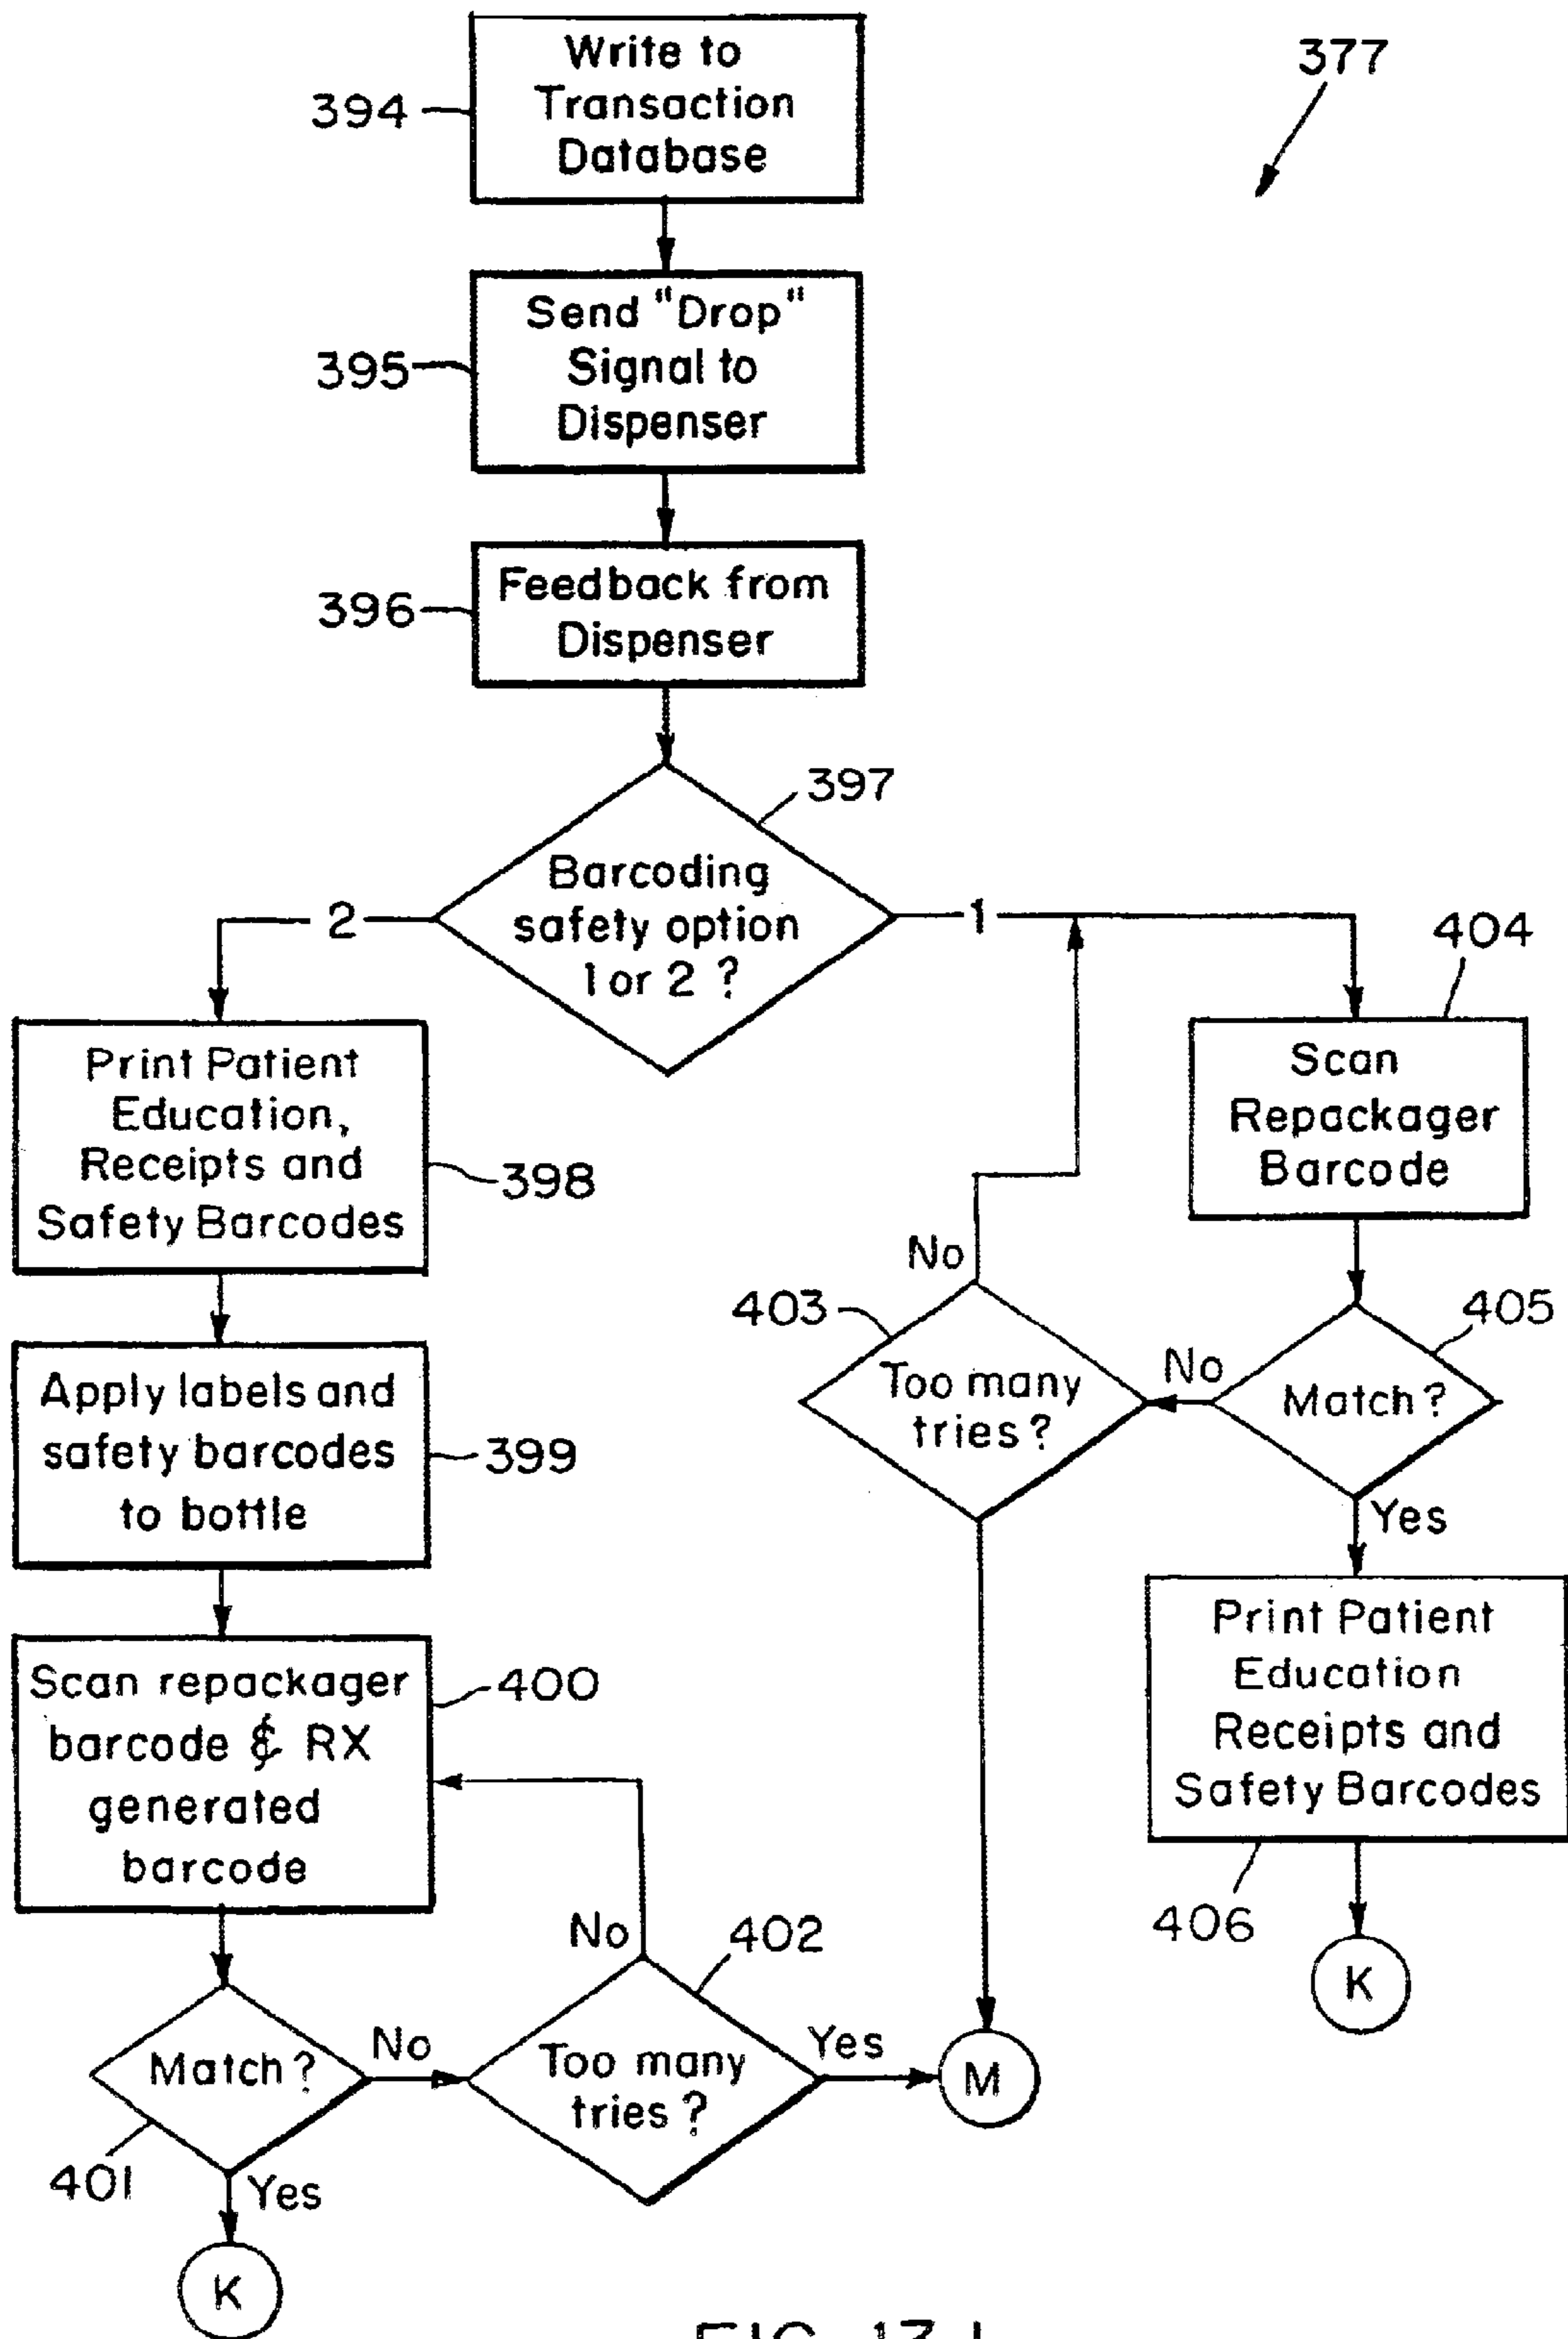 377
394
Write to
Transaction
Database
395
Send "Drop"
Signal to
Dispenser
396
Feedback from
Dispenser
397
Barcoding
safety option
1 or 2 ?
2
1
404
Scan
Repackager
Barcode
Print Patient
Education,
Receipts and
Safety Barcodes
398
No
403
Too many
tries?
No
405
Match?
Yes
Apply labels and
safety barcodes
to bottle
399
Print Patient
Education
Receipts and
Safety Barcodes
406
K
Scan repackager
barcode & RX
generated
barcode
400
No
402
Match?
No
Too many
tries?
Yes
M
401
Yes
K